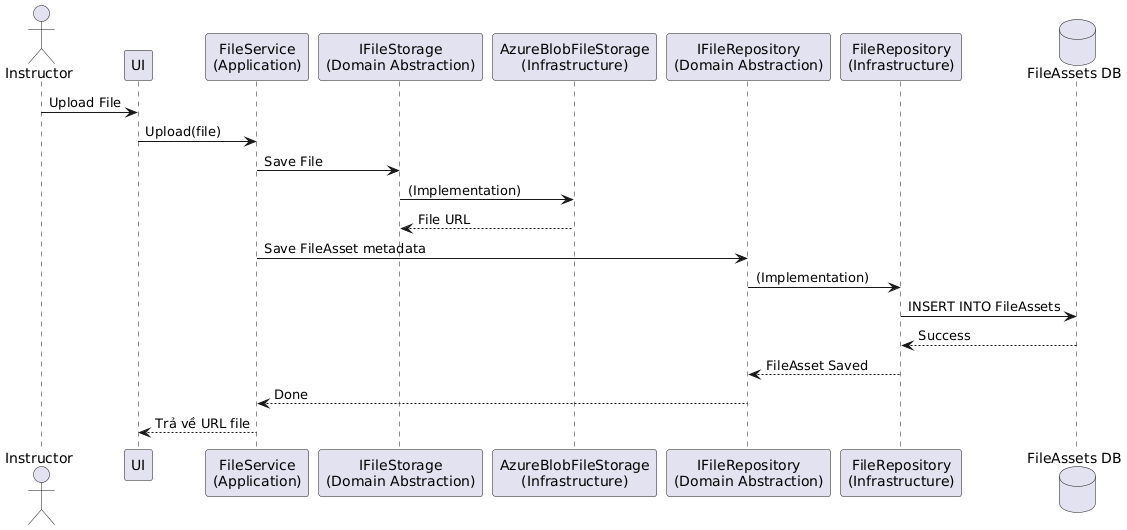 Instructor
UI
FileService
(Application)
IFileStorage
(Domain Abstraction)
AzureBlobFileStorage
(Infrastructure)
IFileRepository
(Domain Abstraction)
FileRepository
(Infrastructure)
FileAssets DB
Upload File
Upload(file)
Save File
(Implementation)
File URL
Save FileAsset metadata
(Implementation)
INSERT INTO FileAssets
Success
FileAsset Saved
Done
Trả về URL file
Instructor
UI
FileService
(Application)
IFileStorage
(Domain Abstraction)
AzureBlobFileStorage
(Infrastructure)
IFileRepository
(Domain Abstraction)
FileRepository
(Infrastructure)
FileAssets DB